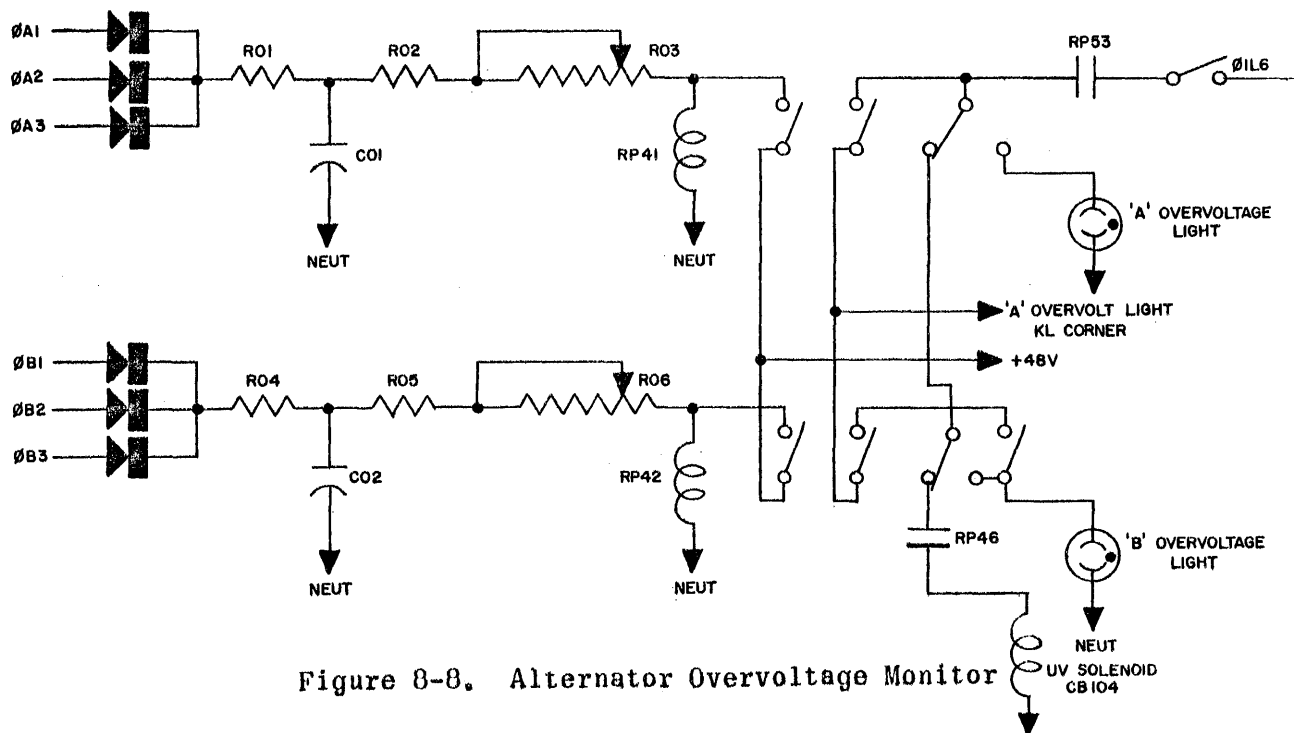 ØA1
ØA2
ØA3
R01
R02
R03
C01
NEUT
RP41
NEUT
RP53
ØIL6
'A' OVERVOLTAGE
LIGHT
'A' OVERVOLT LIGHT
KL CORNER
+48V
ØB1
ØB2
ØB3
R04
R05
R06
C02
NEUT
RP42
NEUT
RP46
'B' OVERVOLTAGE
LIGHT
NEUT
UV SOLENOID
CB104
Figure 8-8. Alternator Overvoltage Monitor